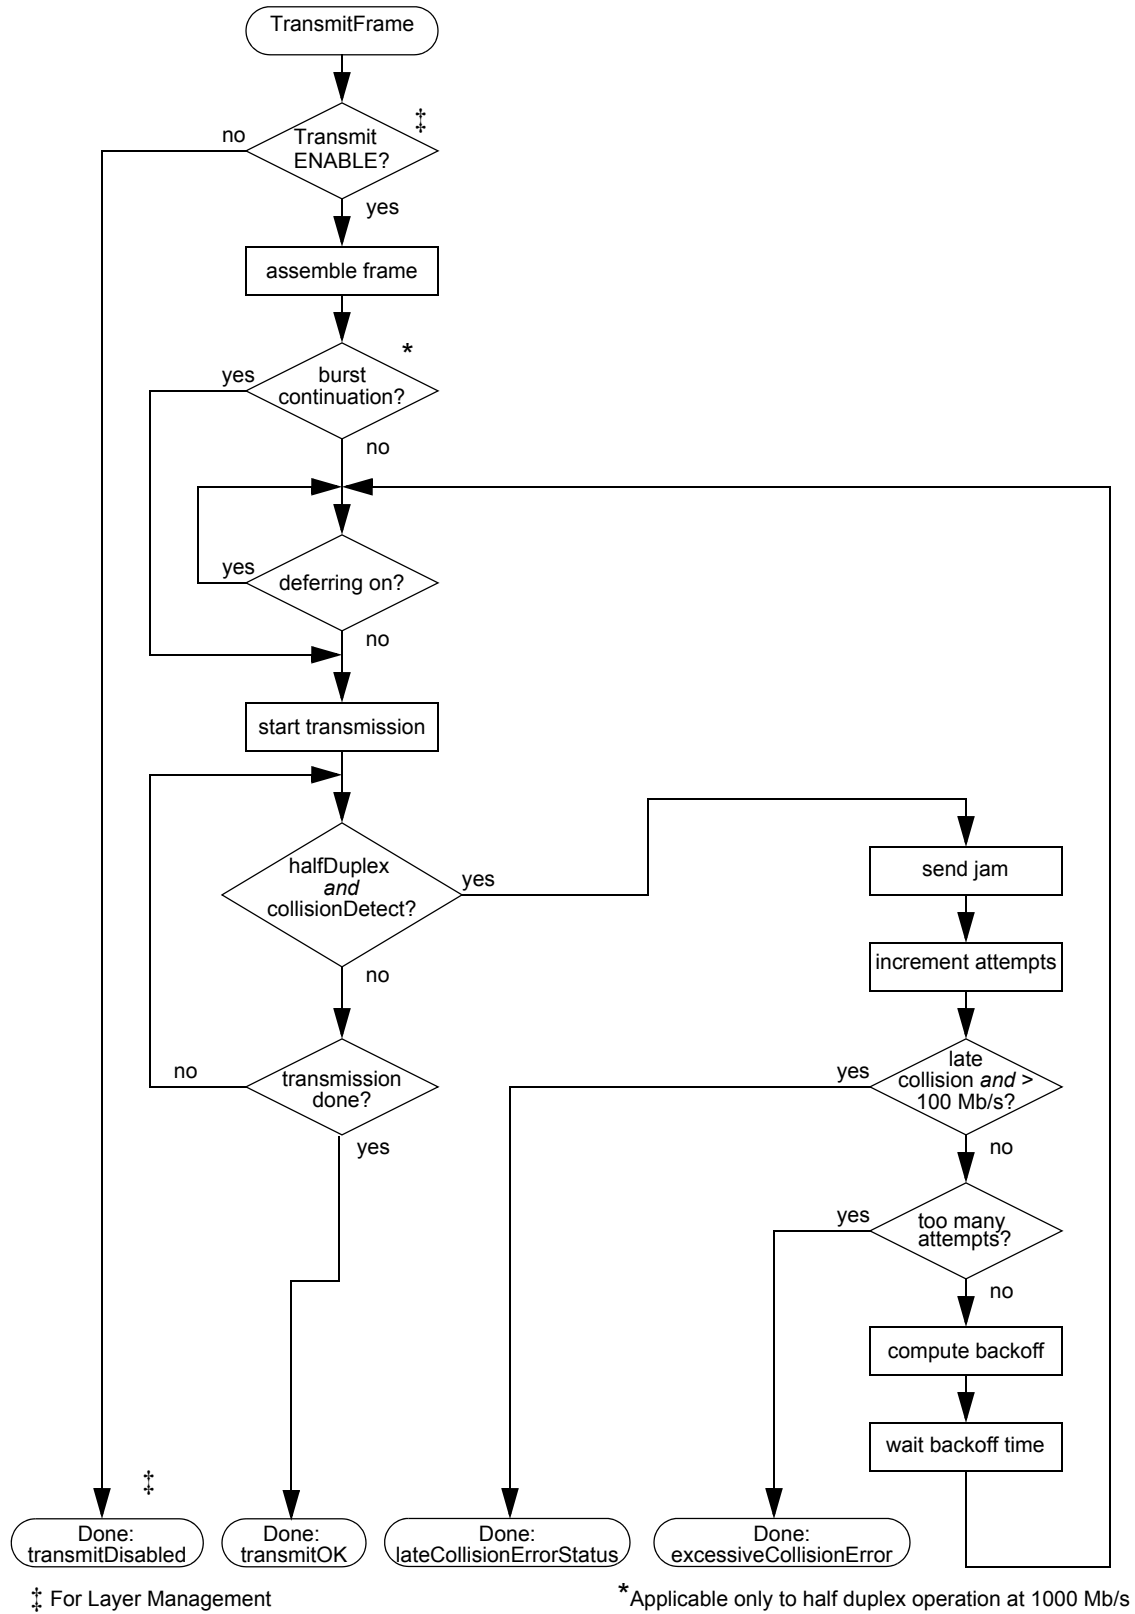 TransmitFrame
‡
no
Transmit
ENABLE?
yes
assemble frame
*
yes
burst
continuation?
no
yes
deferring on?
no
start transmission
halfDuplex
and
collisionDetect?
yes
send jam
increment attempts
no
no
transmission
done?
yes
late
collision and >
100 Mb/s?
yes
no
yes
too many
attempts?
no
compute backoff
wait backoff time
‡
Done:
transmitDisabled
Done:
transmitOK
Done:
lateCollisionErrorStatus
Done:
excessiveCollisionError
‡ For Layer Management
*Applicable only to half duplex operation at 1000 Mb/s